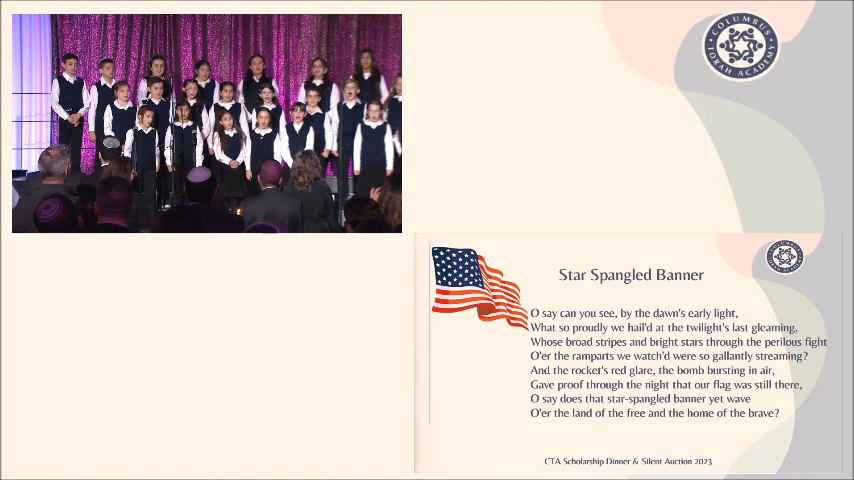 COLUMBUS
TORAH ACADEMY
COLUMBUS
TORAH ACADEMY
Star Spangled Banner
O say can you see, by the dawn's early light,
What so proudly we hail'd at the twilight's last gleaming,
Whose broad stripes and bright stars through the perilous fight
O'er the ramparts we watch'd were so gallantly streaming?
And the rocket's red glare, the bomb bursting in air,
Gave proof through the night that our flag was still there,
O say does that star-spangled banner yet wave
O'er the land of the free and the home of the brave?
CTA Scholarship Dinner & Silent Auction 2023